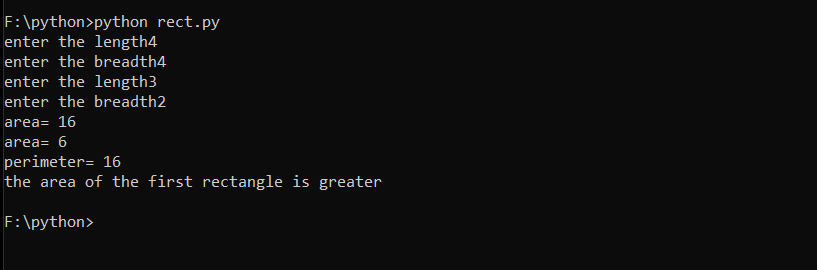 F:\python>python rect.py
enter the length4
enter the breadth4
enter the length3
enter the breadth2
area= 16
area= 6
perimeter= 16
the area of the first rectangle is greater
F:\python>